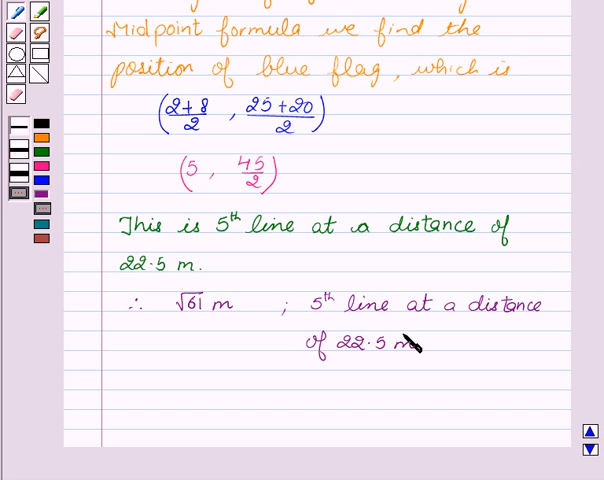 Midpoint formula we find the
position of blue flag, which is
(2+8/2 , 25+20/2)
(5 , 45/2)
This is 5th line at a distance of
22.5 m.
∴ √61 m ; 5th line at a distance
of 22.5 m